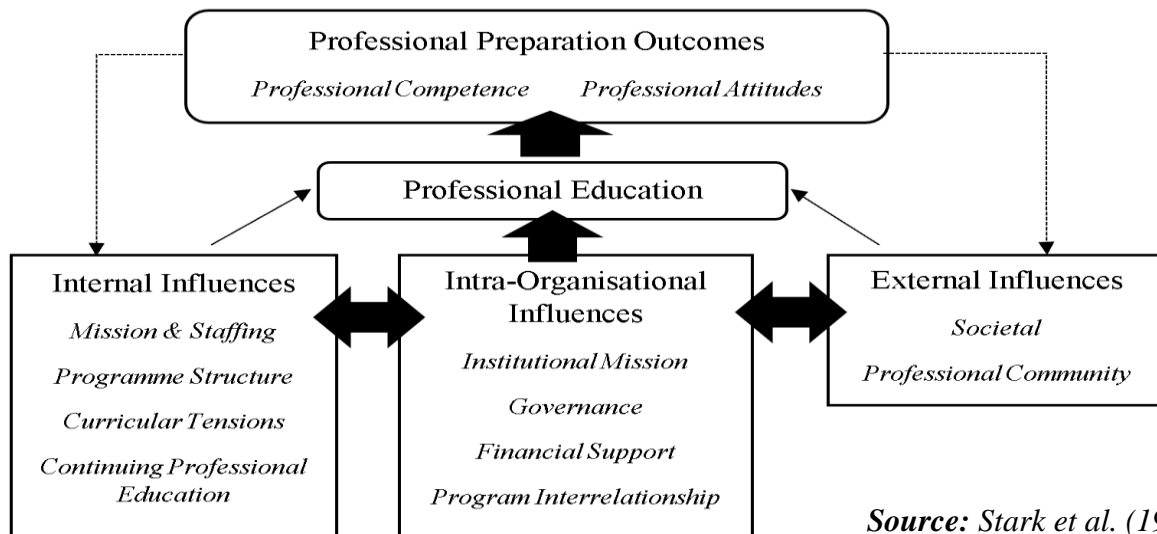 Professional Preparation Outcomes
Professional Competence Professional Attitudes
Professional Education
Internal Influences
Mission & Staffing
Programme Structure
Curricular Tensions
Continuing Professional
Education
Intra-Organisational
Influences
Institutional Mission
Governance
Financial Support
Program Interrelationship
External Influences
Societal
Professional Community
Source: Stark et al. (19